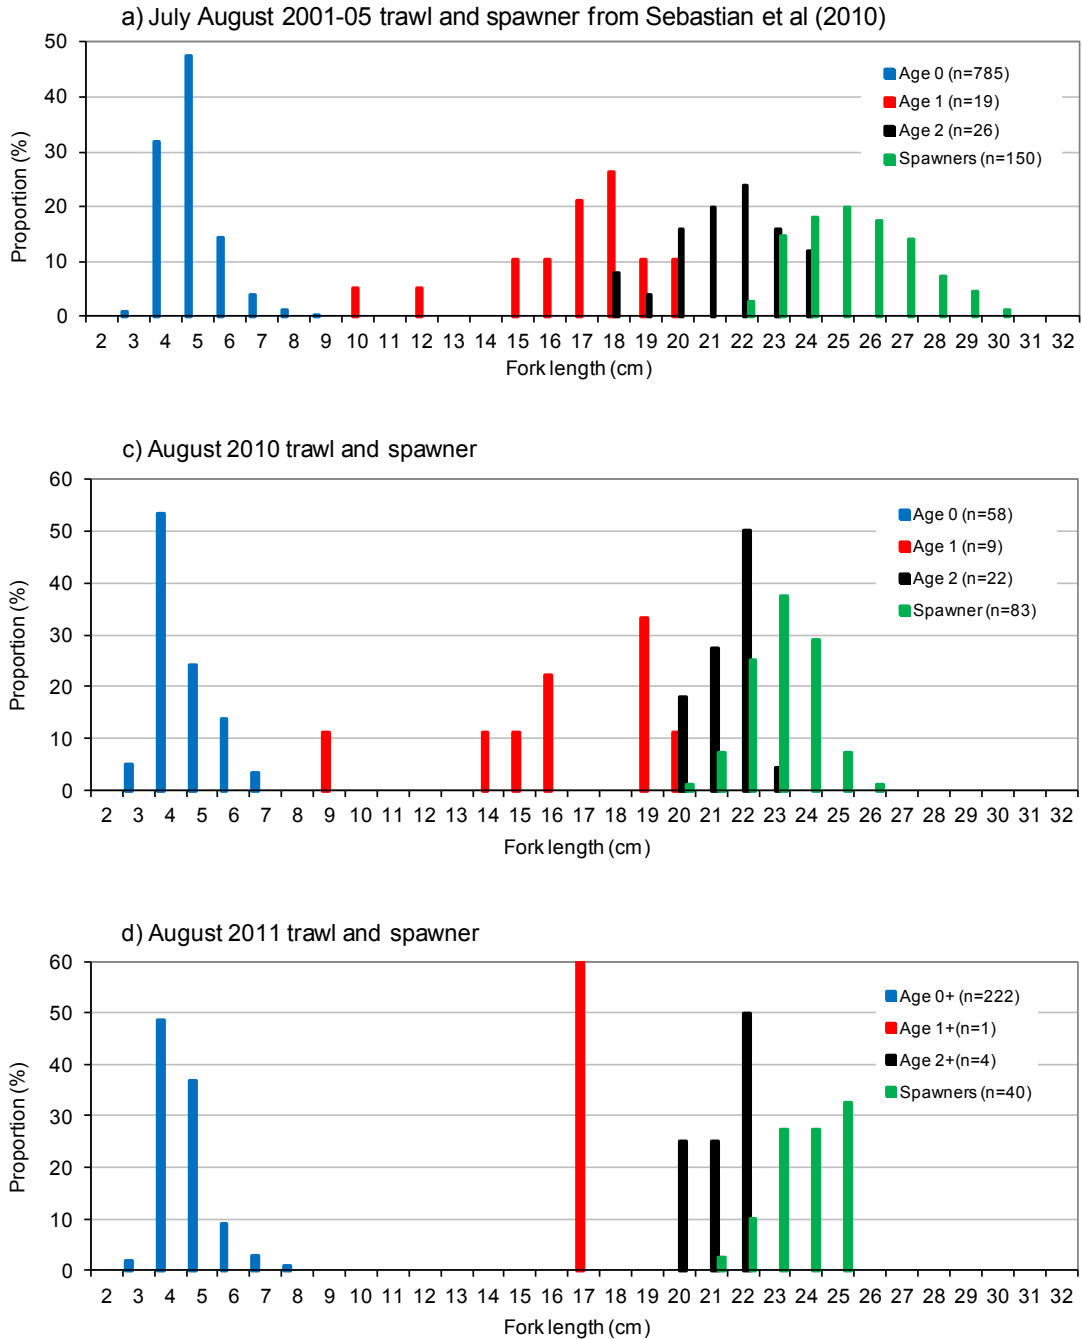 a) July August 2001-05 trawl and spawner from Sebastian et al (2010)
50
40
30
20
10
0
Proportion (%)
Age 0 (n=785)
Age 1 (n=19)
Age 2 (n=26)
Spawners (n=150)
2 3 4 5 6 7 8 9 10 11 12 13 14 15 16 17 18 19 20 21 22 23 24 25 26 27 28 29 30 31 32
Fork length (cm)
c) August 2010 trawl and spawner
60
50
40
30
20
10
0
Proportion (%)
Age 0 (n=58)
Age 1 (n=9)
Age 2 (n=22)
Spawner (n=83)
2 3 4 5 6 7 8 9 10 11 12 13 14 15 16 17 18 19 20 21 22 23 24 25 26 27 28 29 30 31 32
Fork length (cm)
d) August 2011 trawl and spawner
60
50
40
30
20
10
0
Proportion (%)
Age 0+ (n=222)
Age 1+(n=1)
Age 2+(n=4)
Spawners (n=40)
2 3 4 5 6 7 8 9 10 11 12 13 14 15 16 17 18 19 20 21 22 23 24 25 26 27 28 29 30 31 32
Fork length (cm)